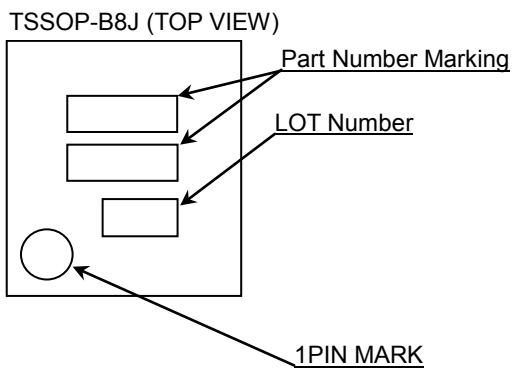 TSSOP-B8J (TOP VIEW)
Part Number Marking
LOT Number
1PIN MARK